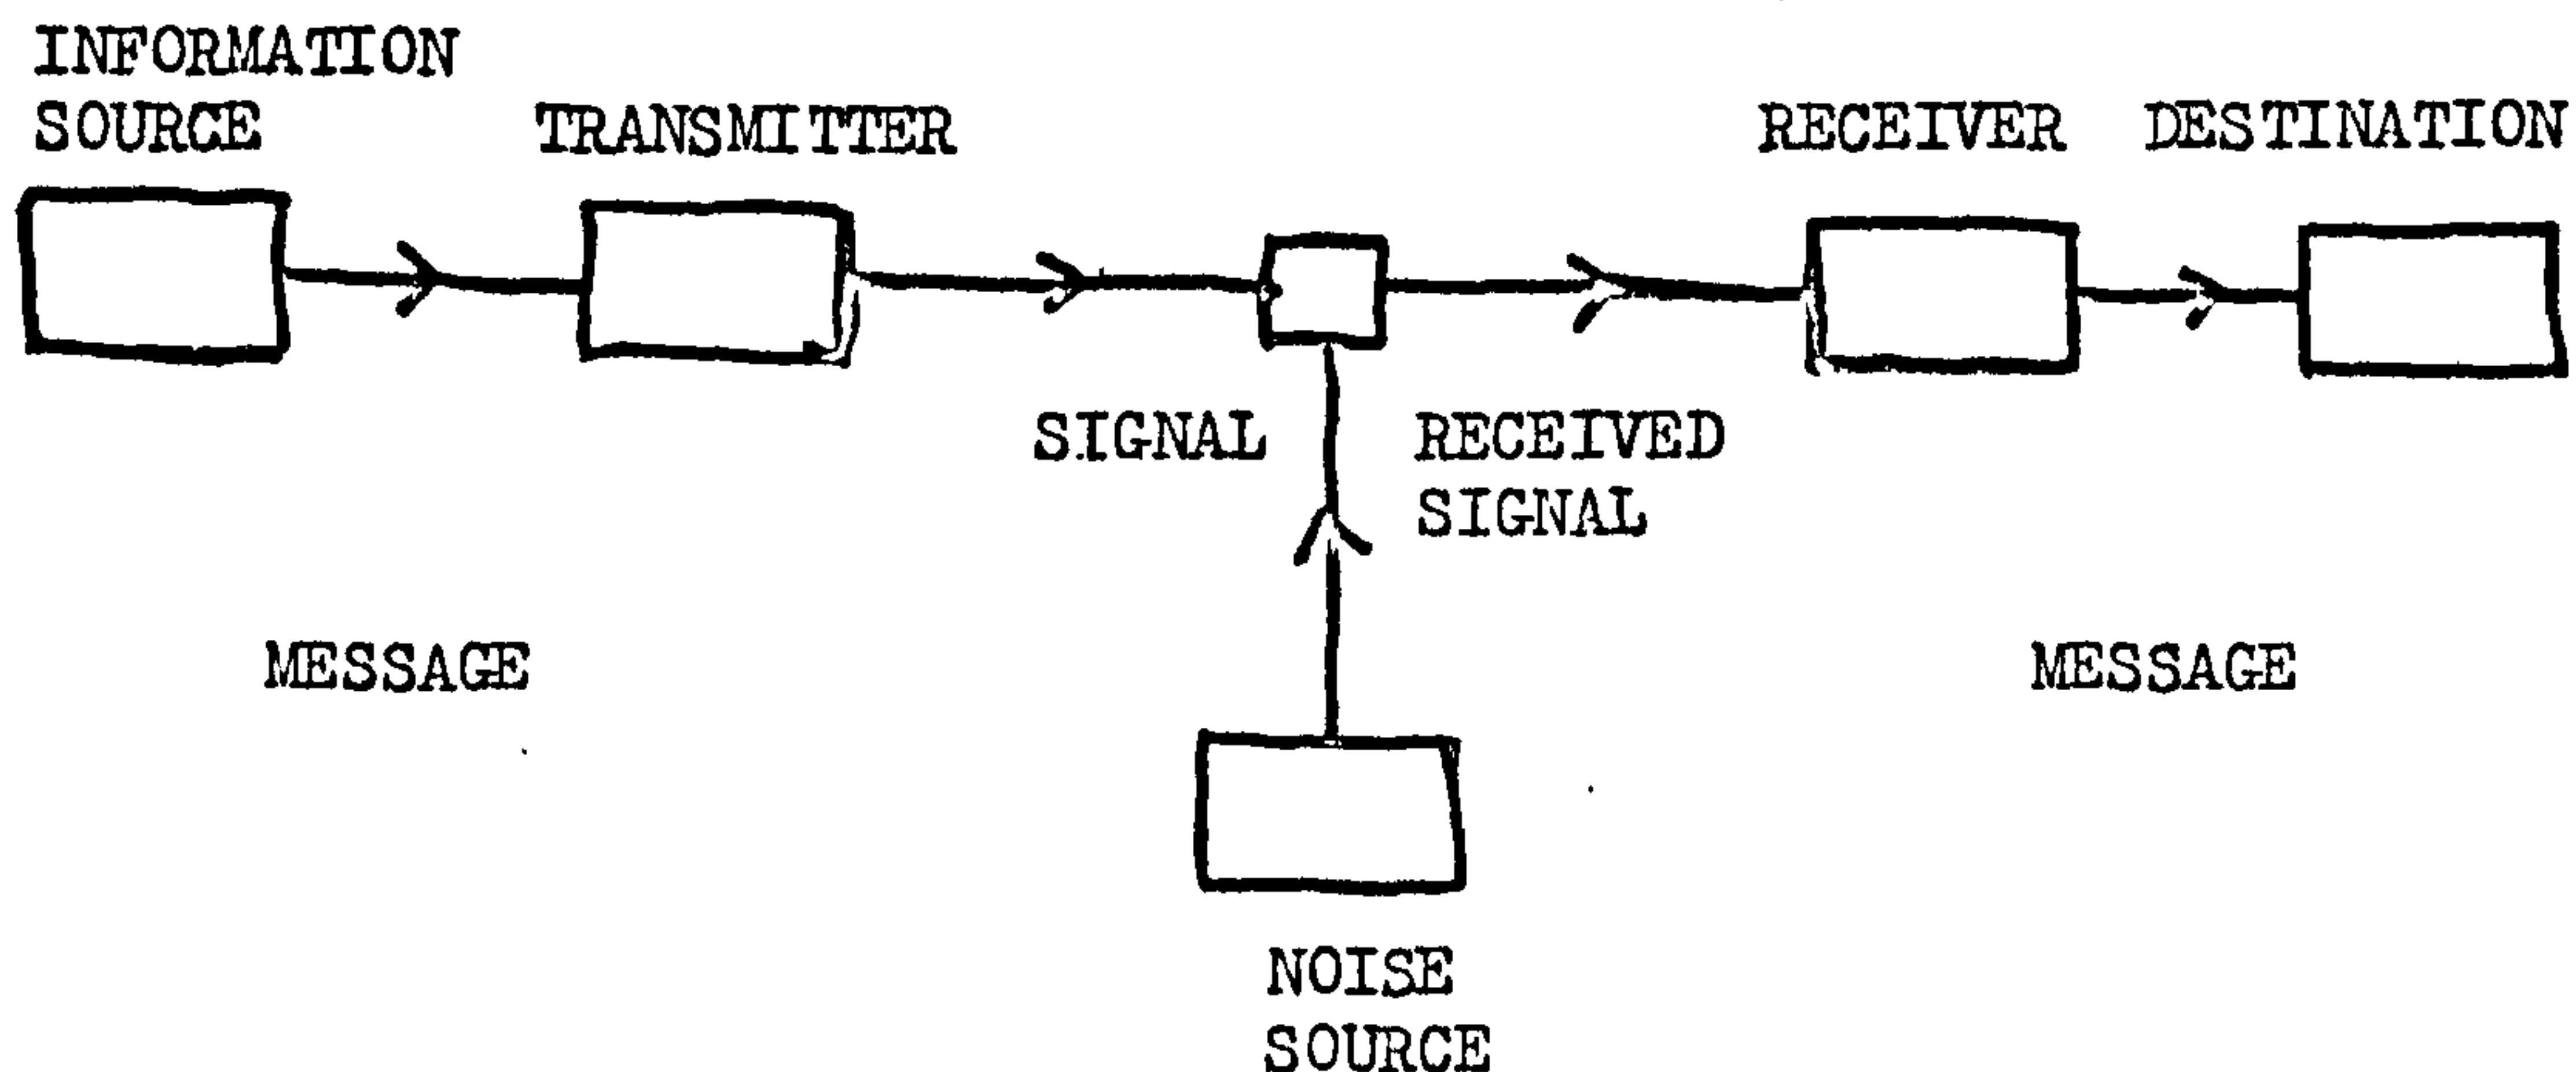 INFORMATION
SOURCE
TRANSMITTER
RECEIVER
DESTINATION
SIGNAL
RECEIVED
SIGNAL
MESSAGE
MESSAGE
NOISE
SOURCE